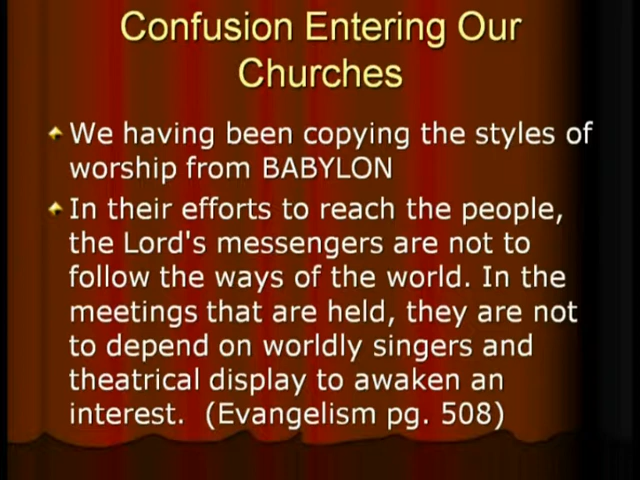 Confusion Entering Our
Churches
We having been copying the styles of
worship from BABYLON
In their efforts to reach the people,
the Lord's messengers are not to
follow the ways of the world. In the
meetings that are held, they are not
to depend on worldly singers and
theatrical display to awaken an
interest. (Evangelism pg. 508)